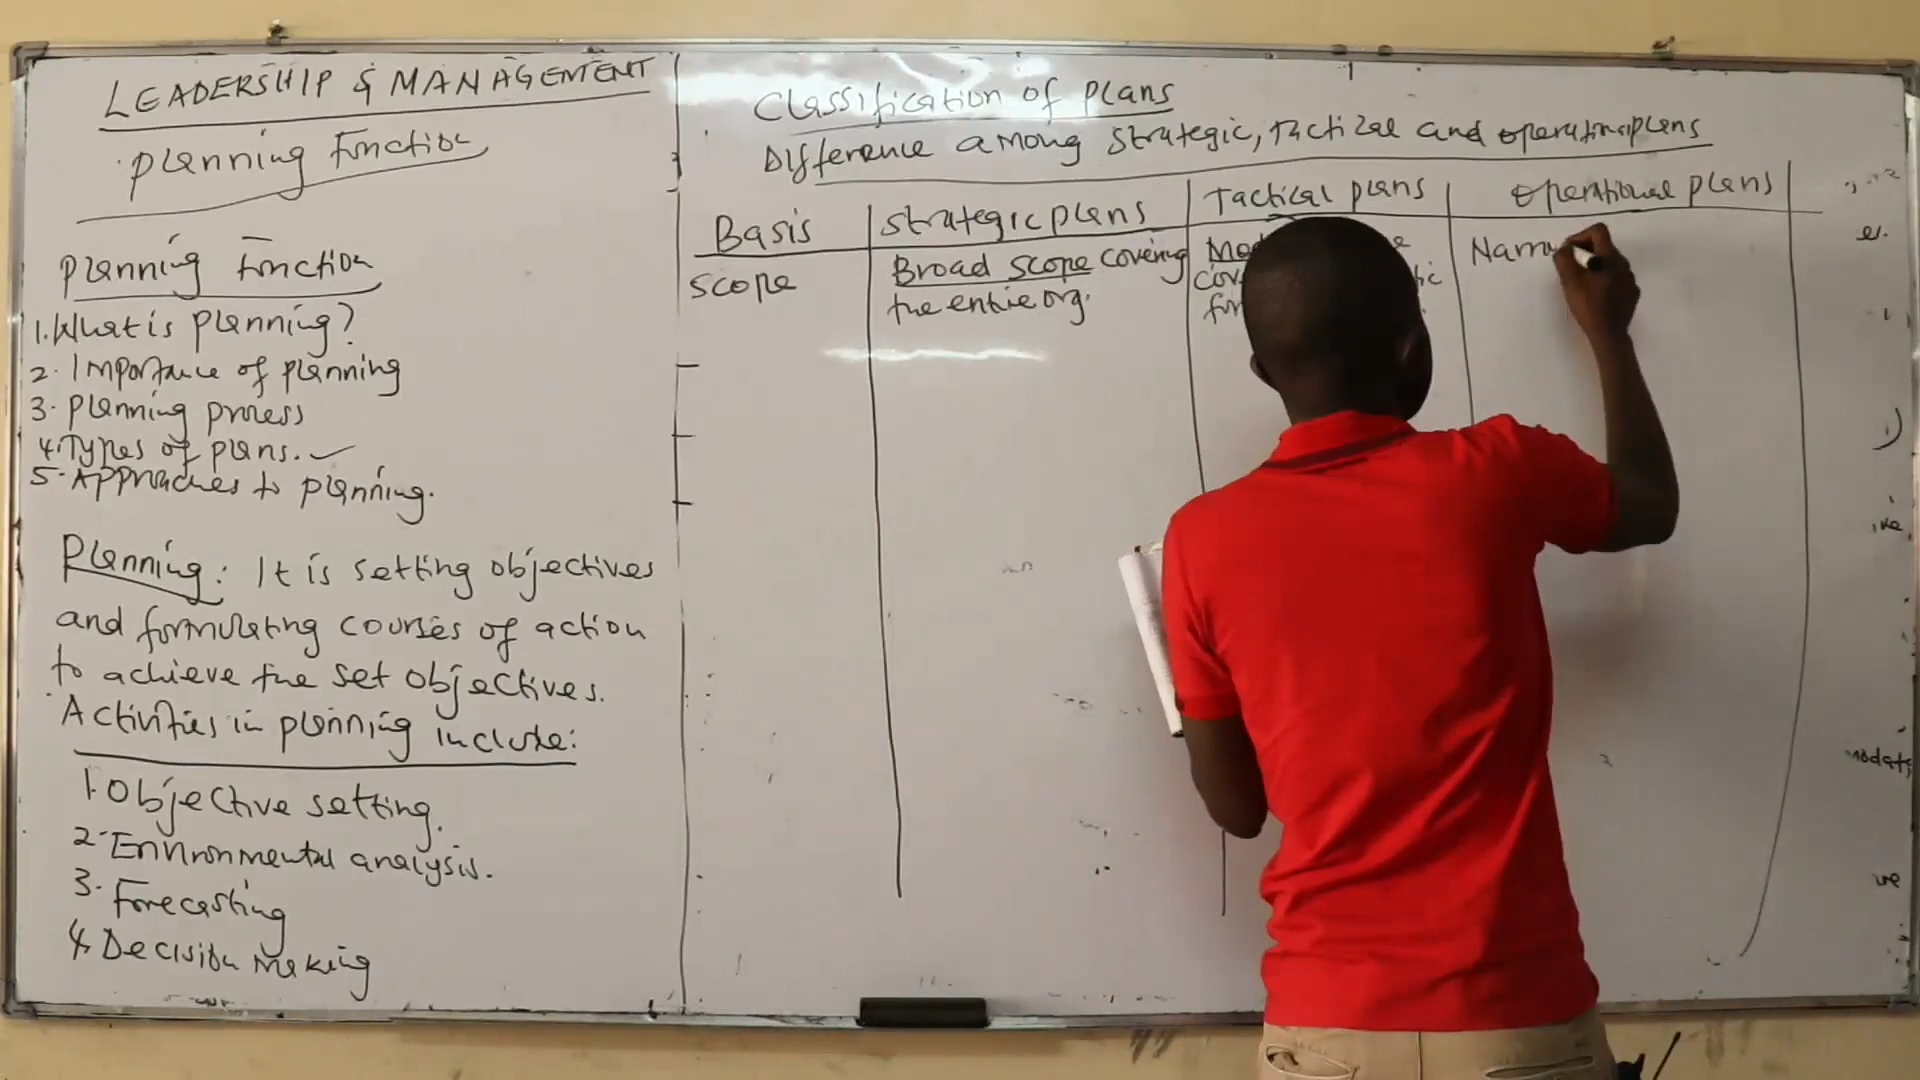 LEADERSHIP & MANAGEMENT
planning Function
Planning Function
1. What is planning?
2. Importance of planning
3. Planning process
4. Types of plans.
5. Approaches to planning.
Planning: It is setting objectives
and formulating courses of action
to achieve the set objectives.
Activities in planning include:
1. Objective setting.
2. Environmental analysis.
3. Forecasting
4. Decision making
Classification of plans
Difference among strategic, tactical and operational plans
Basis
strategic plans
Tactical plans
Operational plans
scope
Broad scope covering
the entire org.
Narrow